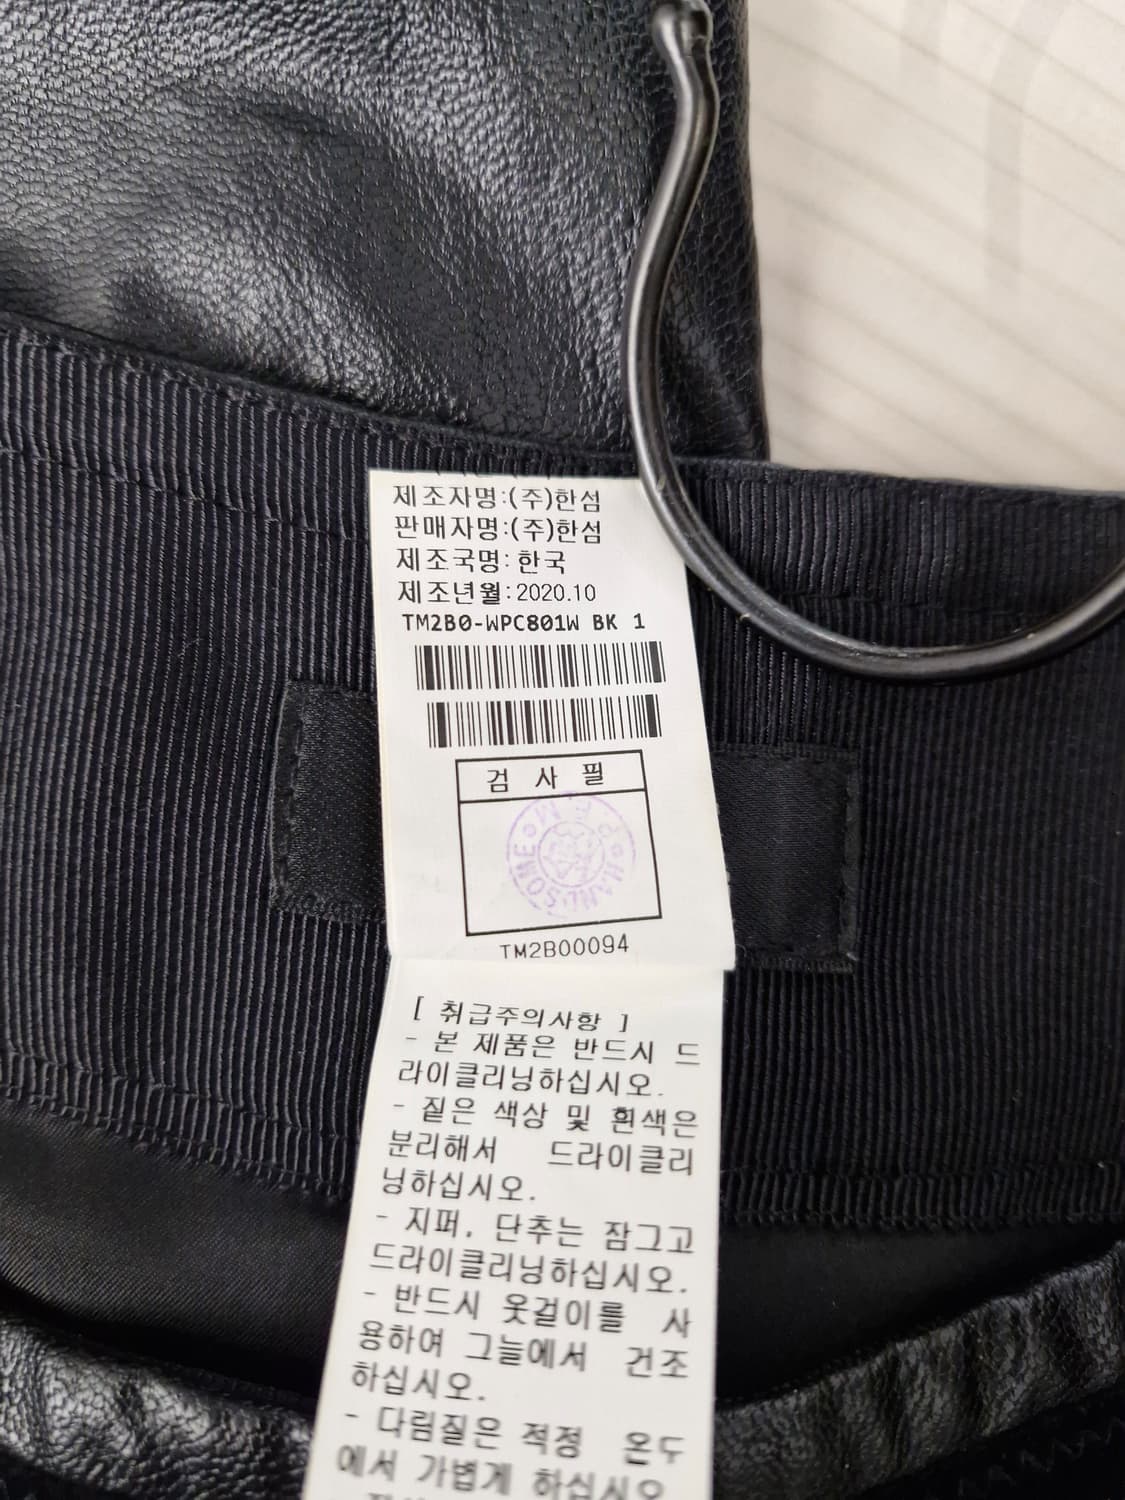 제조자명:(주)한섬
판매자명:(주)한섬
제조국명: 한국
제조년월:2020.10
TM2B0-WPC801W BK 1
검 사 필
P.E.M HANDSOME
TM2B00094
[ 취급주의사항 ]
- 본 제품은 반드시 드
라이클리닝하십시오.
- 짙은 색상 및 흰색은
분리해서 드라이클리
닝하십시오.
- 지퍼, 단추는 잠그고
드라이클리닝하십시오.
- 반드시 옷걸이를 사
용하여 그늘에서 건조
하십시오.
- 다림질은 적정 온도
에서 가볍게 하십시오